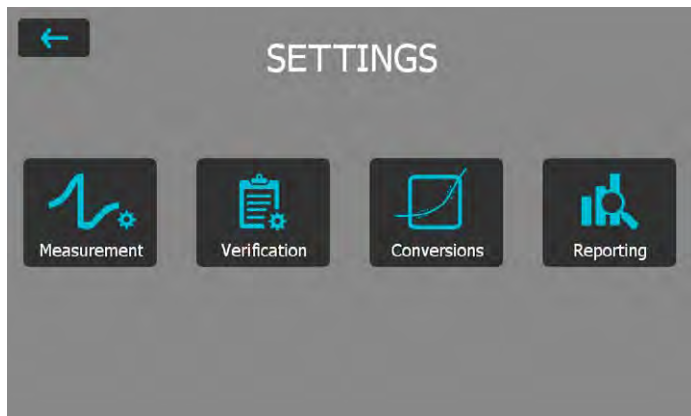 SETTINGS
Measurement
Verification
Conversions
Reporting